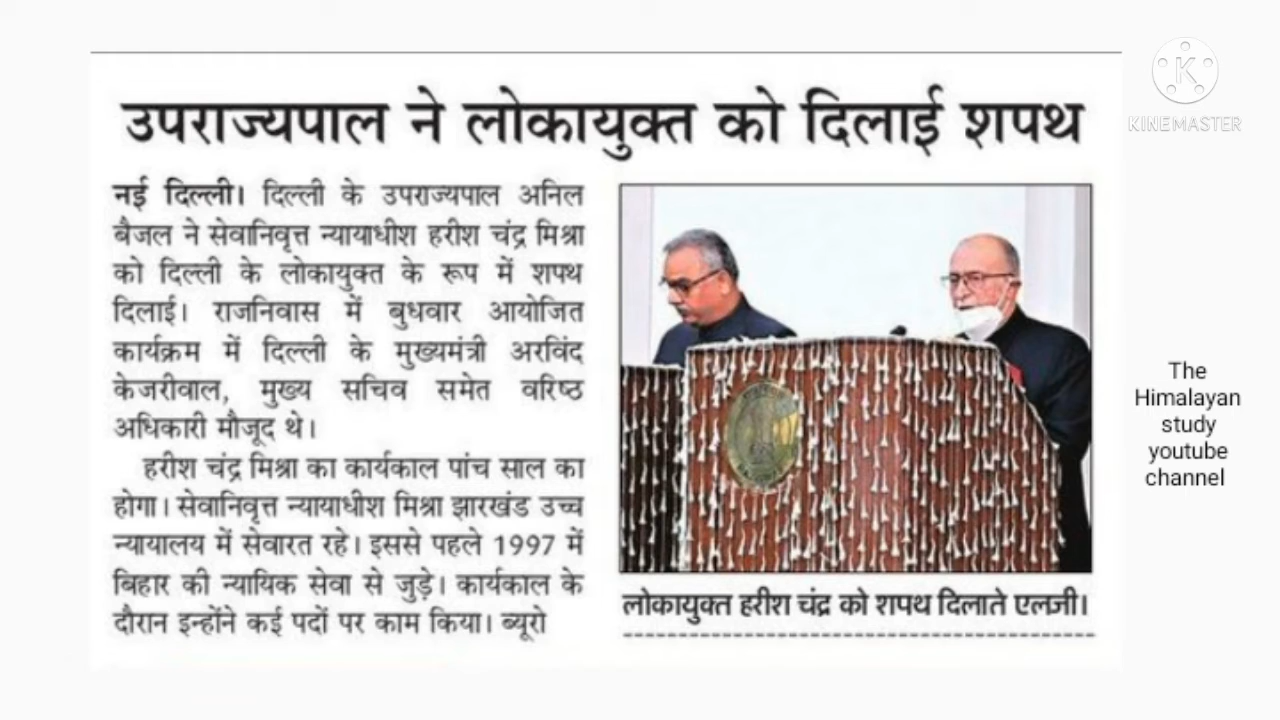 उपराज्यपाल ने लोकायुक्त को दिलाई शपथ
नई दिल्ली। दिल्ली के उपराज्यपाल अनिल
बैजल ने सेवानिवृत्त न्यायाधीश हरीश चंद्र मिश्रा
को दिल्ली के लोकायुक्त के रूप में शपथ
दिलाई। राजनिवास में बुधवार आयोजित
कार्यक्रम में दिल्ली के मुख्यमंत्री अरविंद
केजरीवाल, मुख्य सचिव समेत वरिष्ठ
अधिकारी मौजूद थे।
हरीश चंद्र मिश्रा का कार्यकाल पांच साल का
होगा। सेवानिवृत्त न्यायाधीश मिश्रा झारखंड उच्च
न्यायालय में सेवारत रहे। इससे पहले 1997 में
बिहार की न्यायिक सेवा से जुड़े। कार्यकाल के
दौरान इन्होंने कई पदों पर काम किया। ब्यूरो
लोकायुक्त हरीश चंद्र को शपथ दिलाते एलजी।
K
KINEMASTER
The
Himalayan
study
youtube
channel